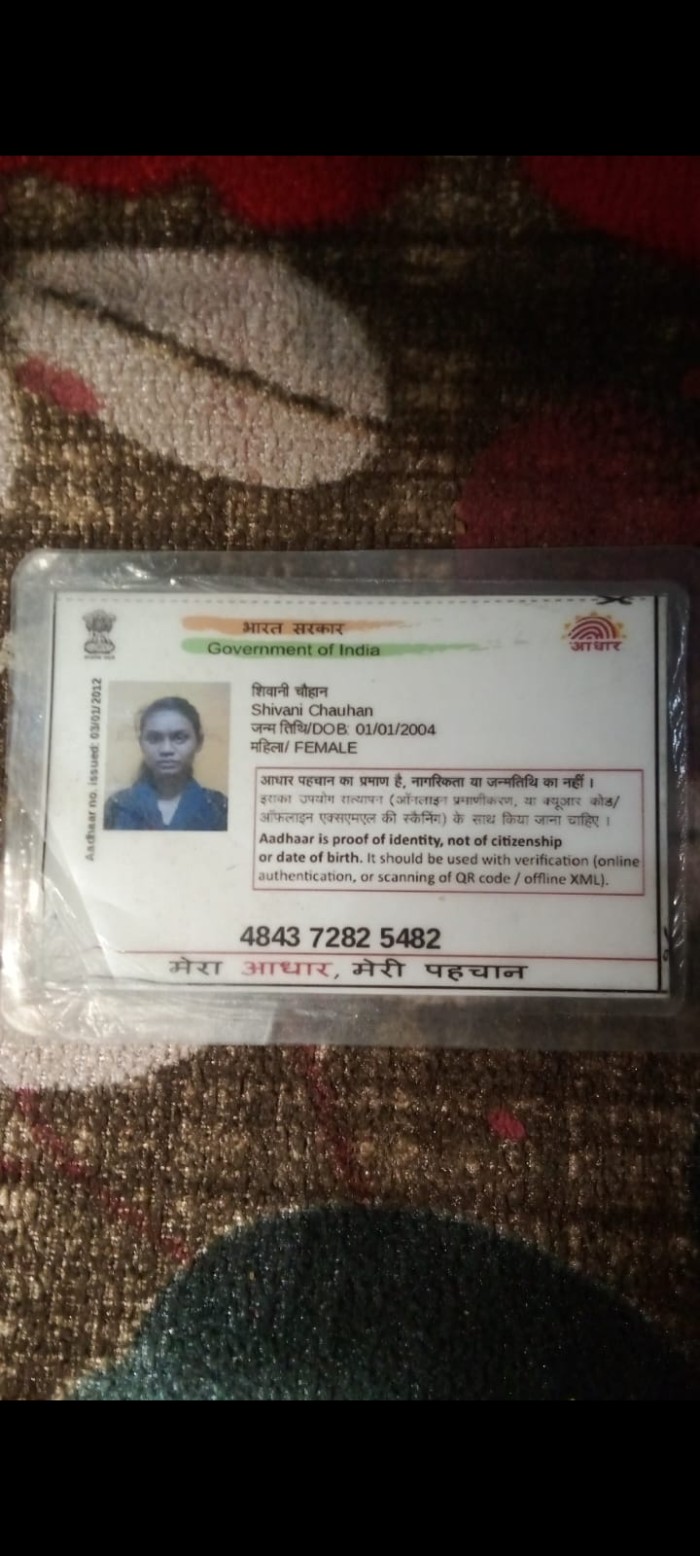 भारत सरकार
Government of India
आधार
Aadhaar no. issued: 03/01/2012
शिवानी चौहान
Shivani Chauhan
जन्म तिथि/DOB: 01/01/2004
महिला/ FEMALE
आधार पहचान का प्रमाण है, नागरिकता या जन्मतिथि का नहीं ।
इसका उपयोग सत्यापन (ऑनलाइन प्रमाणीकरण, या क्यूआर कोड/
ऑफलाइन एक्सएमएल की स्कैनिंग) के साथ किया जाना चाहिए ।
Aadhaar is proof of identity, not of citizenship
or date of birth. It should be used with verification (online
authentication, or scanning of QR code / offline XML).
4843 7282 5482
मेरा आधार, मेरी पहचान